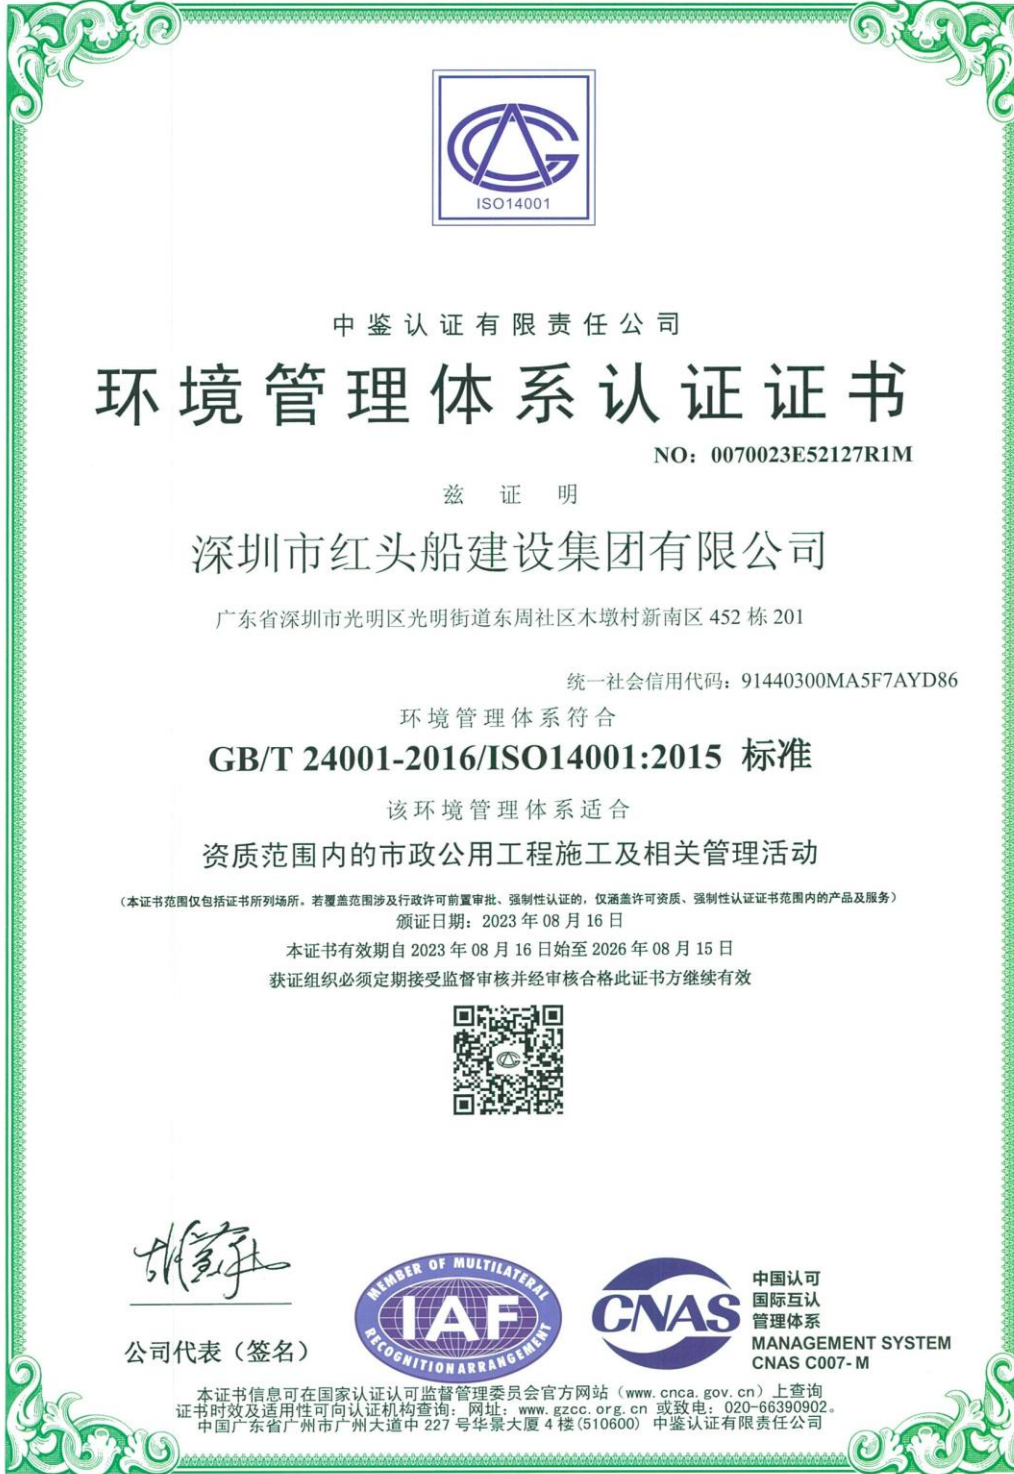 ISO14001
中鉴认证有限责任公司
环境管理体系认证证书
NO：0070023E52127R1M
兹 证 明
深圳市红头船建设集团有限公司
广东省深圳市光明区光明街道东周社区木墩村新南区 452 栋 201
统一社会信用代码：91440300MA5F7AYD86
环境管理体系符合
GB/T 24001-2016/ISO14001:2015 标准
该环境管理体系适合
资质范围内的市政公用工程施工及相关管理活动
（本证书范围仅包括证书所列场所。若覆盖范围涉及行政许可前置审批、强制性认证的，仅涵盖许可资质、强制性认证证书范围内的产品及服务）
颁证日期：2023 年 08 月 16 日
本证书有效期自 2023 年 08 月 16 日始至 2026 年 08 月 15 日
获证组织必须定期接受监督审核并经审核合格此证书方继续有效
公司代表（签名）
MEMBER OF MULTILATERAL
IAF
RECOGNITION ARRANGEMENT
CNAS
中国认可
国际互认
管理体系
MANAGEMENT SYSTEM
CNAS C007-M
本证书信息可在国家认证认可监督管理委员会官方网站（www.cnca.gov.cn）上查询
证书时效及适用性可向认证机构查询：网址：www.gzcc.org.cn 或致电：020-66390902。
中国广东省广州市广州大道中 227 号华景大厦 4 楼(510600) 中鉴认证有限责任公司